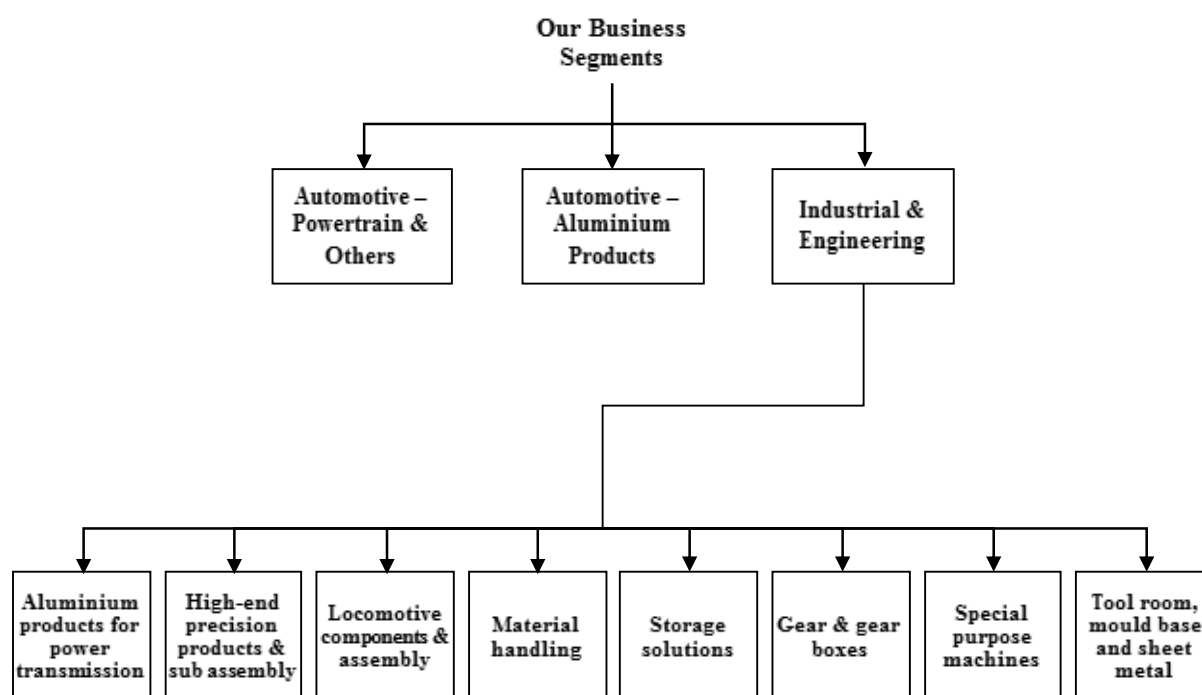 Our Business
Segments
Automotive –
Powertrain &
Others
Automotive –
Aluminium
Products
Industrial &
Engineering
Aluminium
products for
power
transmission
High-end
precision
products &
sub assembly
Locomotive
components &
assembly
Material
handling
Storage
solutions
Gear & gear
boxes
Special
purpose
machines
Tool room,
mould base
and sheet
metal